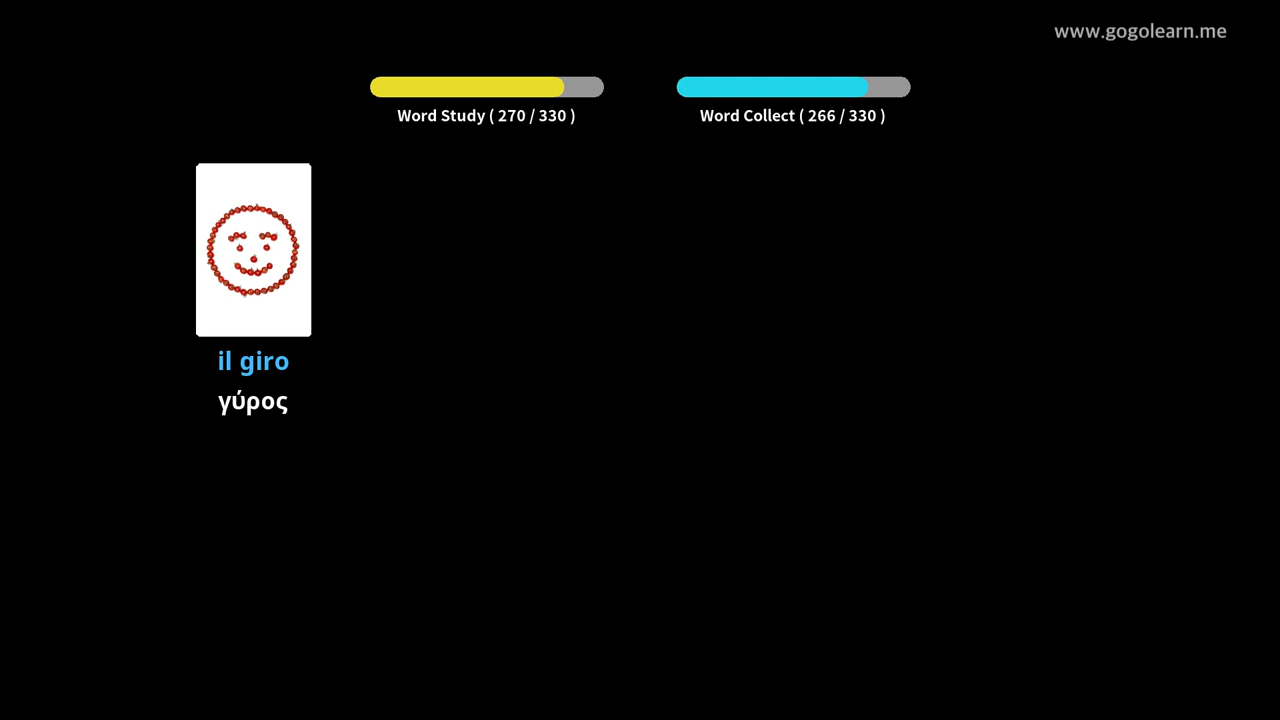 www.gogolearn.me
Word Study ( 270 / 330 )
Word Collect ( 266 / 330 )
il giro
γύρος